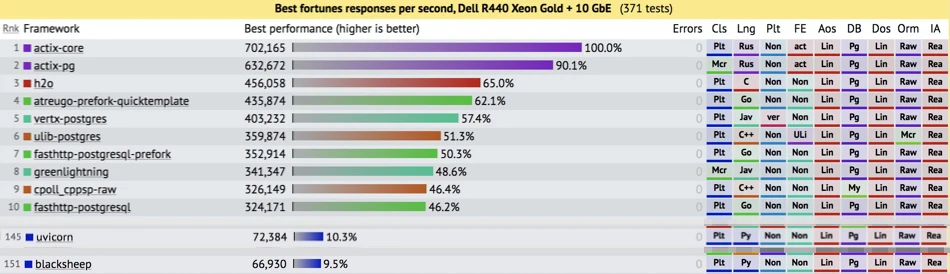 Best fortunes responses per second, Dell R440 Xeon Gold + 10 GbE (371 tests)
Rnk Framework Best performance (higher is better) Errors Cls Lng Plt FE Aos DB Dos Orm IA
1 actix-core 702,165 100.0% 0 Plt Rus Non act Lin Pg Lin Raw Rea
2 actix-pg 632,672 90.1% 0 Mcr Rus Non act Lin Pg Lin Raw Rea
3 h2o 456,058 65.0% 0 Plt C Non Non Lin Pg Lin Raw Rea
4 atreugo-prefork-quicktemplate 435,874 62.1% 0 Plt Go Non Non Lin Pg Lin Raw Rea
5 vertx-postgres 403,232 57.4% 0 Plt Jav ver Non Lin Pg Lin Raw Rea
6 ulib-postgres 359,874 51.3% 0 Plt C++ Non ULi Lin Pg Lin Mcr Rea
7 fasthttp-postgresql-prefork 352,914 50.3% 0 Plt Go Non Non Lin Pg Lin Raw Rea
8 greenlightning 341,347 48.6% 0 Mcr Jav Non Non Lin Pg Lin Raw Rea
9 cpoll_cppsp-raw 326,149 46.4% 0 Plt C++ Non Non Lin My Lin Raw Rea
10 fasthttp-postgresql 324,171 46.2% 0 Plt Go Non Non Lin Pg Lin Raw Rea
145 uvicorn 72,384 10.3% 0 Plt Py Non Non Lin Pg Lin Raw Rea
151 blacksheep 66,930 9.5% 0 Plt Py Non Non Lin Pg Lin Raw Rea